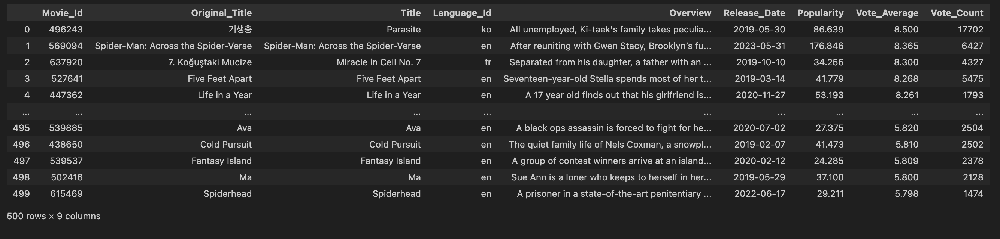 Movie_Id Original_Title Title Language_Id Overview Release_Date Popularity Vote_Average Vote_Count
0 496243 기생충 Parasite ko All unemployed, Ki-taek's family takes peculia... 2019-05-30 86.639 8.500 17702
1 569094 Spider-Man: Across the Spider-Verse Spider-Man: Across the Spider-Verse en After reuniting with Gwen Stacy, Brooklyn’s fu... 2023-05-31 176.846 8.365 6427
2 637920 7. Koğuştaki Mucize Miracle in Cell No. 7 tr Separated from his daughter, a father with an ... 2019-10-10 34.256 8.300 4327
3 527641 Five Feet Apart Five Feet Apart en Seventeen-year-old Stella spends most of her t... 2019-03-14 41.779 8.268 5475
4 447362 Life in a Year Life in a Year en A 17 year old finds out that his girlfriend is... 2020-11-27 53.193 8.261 1793
... ... ... ... ... ... ... ... ... ...
495 539885 Ava Ava en A black ops assassin is forced to fight for he... 2020-07-02 27.375 5.820 2504
496 438650 Cold Pursuit Cold Pursuit en The quiet family life of Nels Coxman, a snowpl... 2019-02-07 41.473 5.810 2502
497 539537 Fantasy Island Fantasy Island en A group of contest winners arrive at an island... 2020-02-12 24.285 5.809 2378
498 502416 Ma Ma en Sue Ann is a loner who keeps to herself in her... 2019-05-29 37.100 5.800 2128
499 615469 Spiderhead Spiderhead en A prisoner in a state-of-the-art penitentiary ... 2022-06-17 29.211 5.798 1474
500 rows × 9 columns